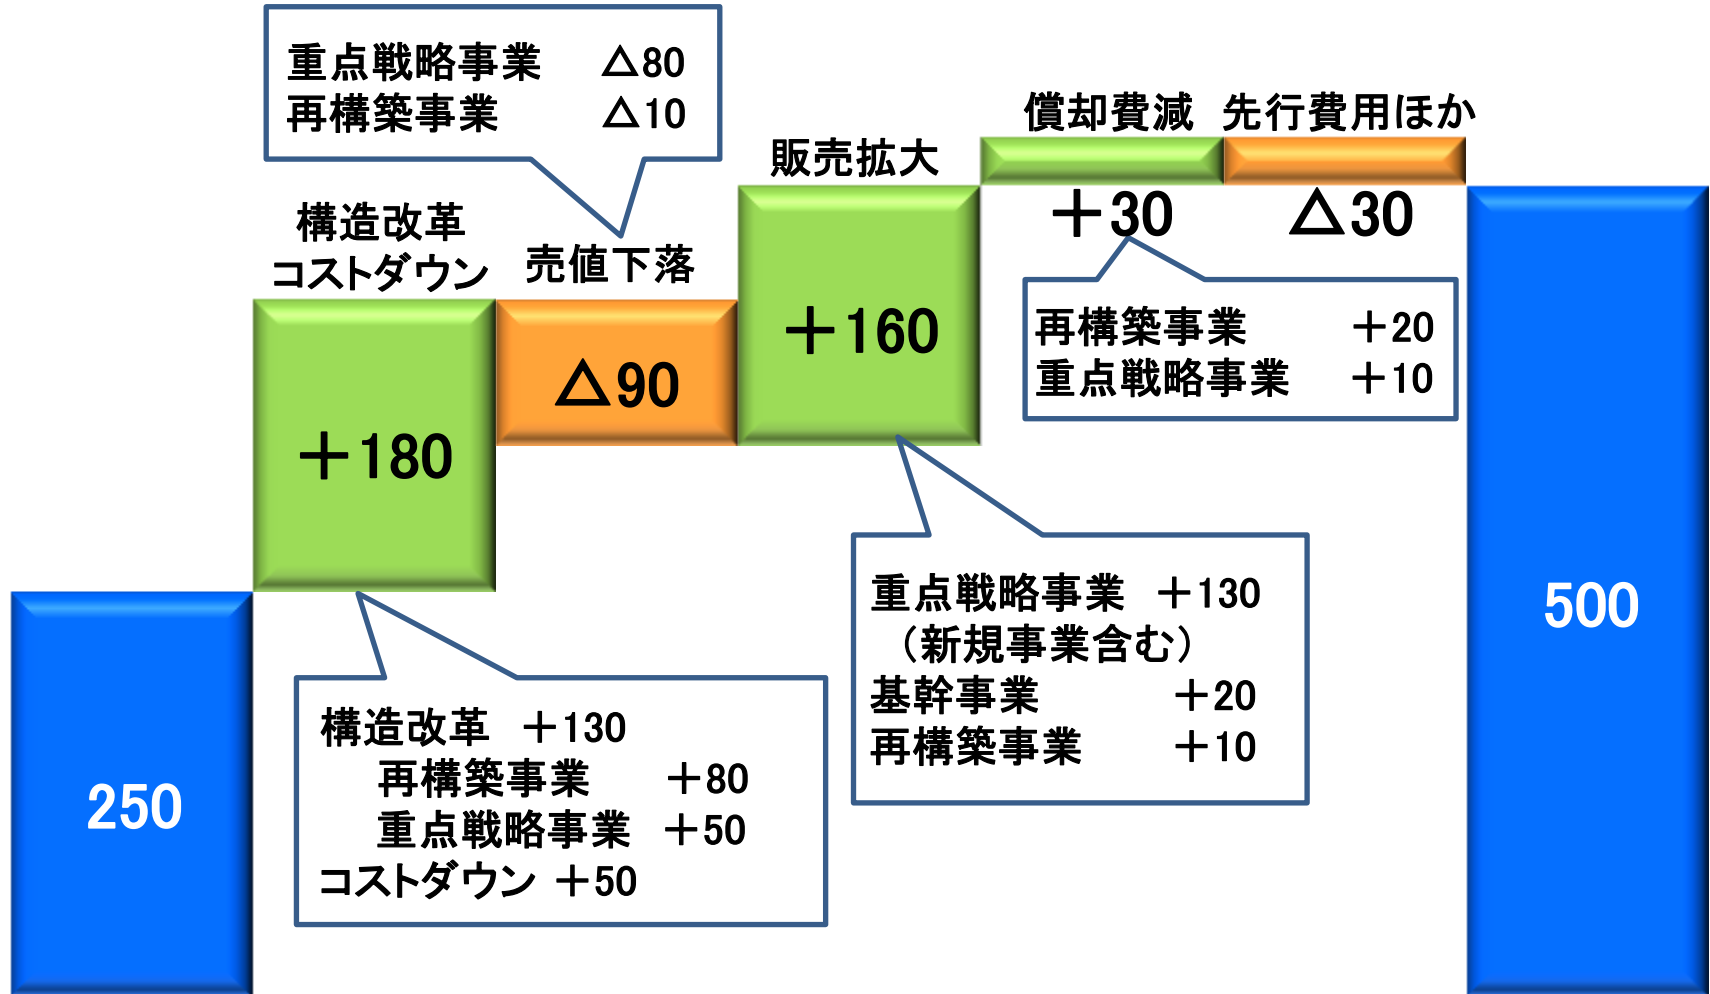 重点戦略事業 △80
再構築事業 △10
構造改革
コストダウン
売値下落
販売拡大
償却費減
先行費用ほか
250
＋180
△90
＋160
＋30
△30
500
再構築事業 ＋20
重点戦略事業 ＋10
構造改革 ＋130
再構築事業 ＋80
重点戦略事業 ＋50
コストダウン ＋50
重点戦略事業 ＋130
（新規事業含む）
基幹事業 ＋20
再構築事業 ＋10